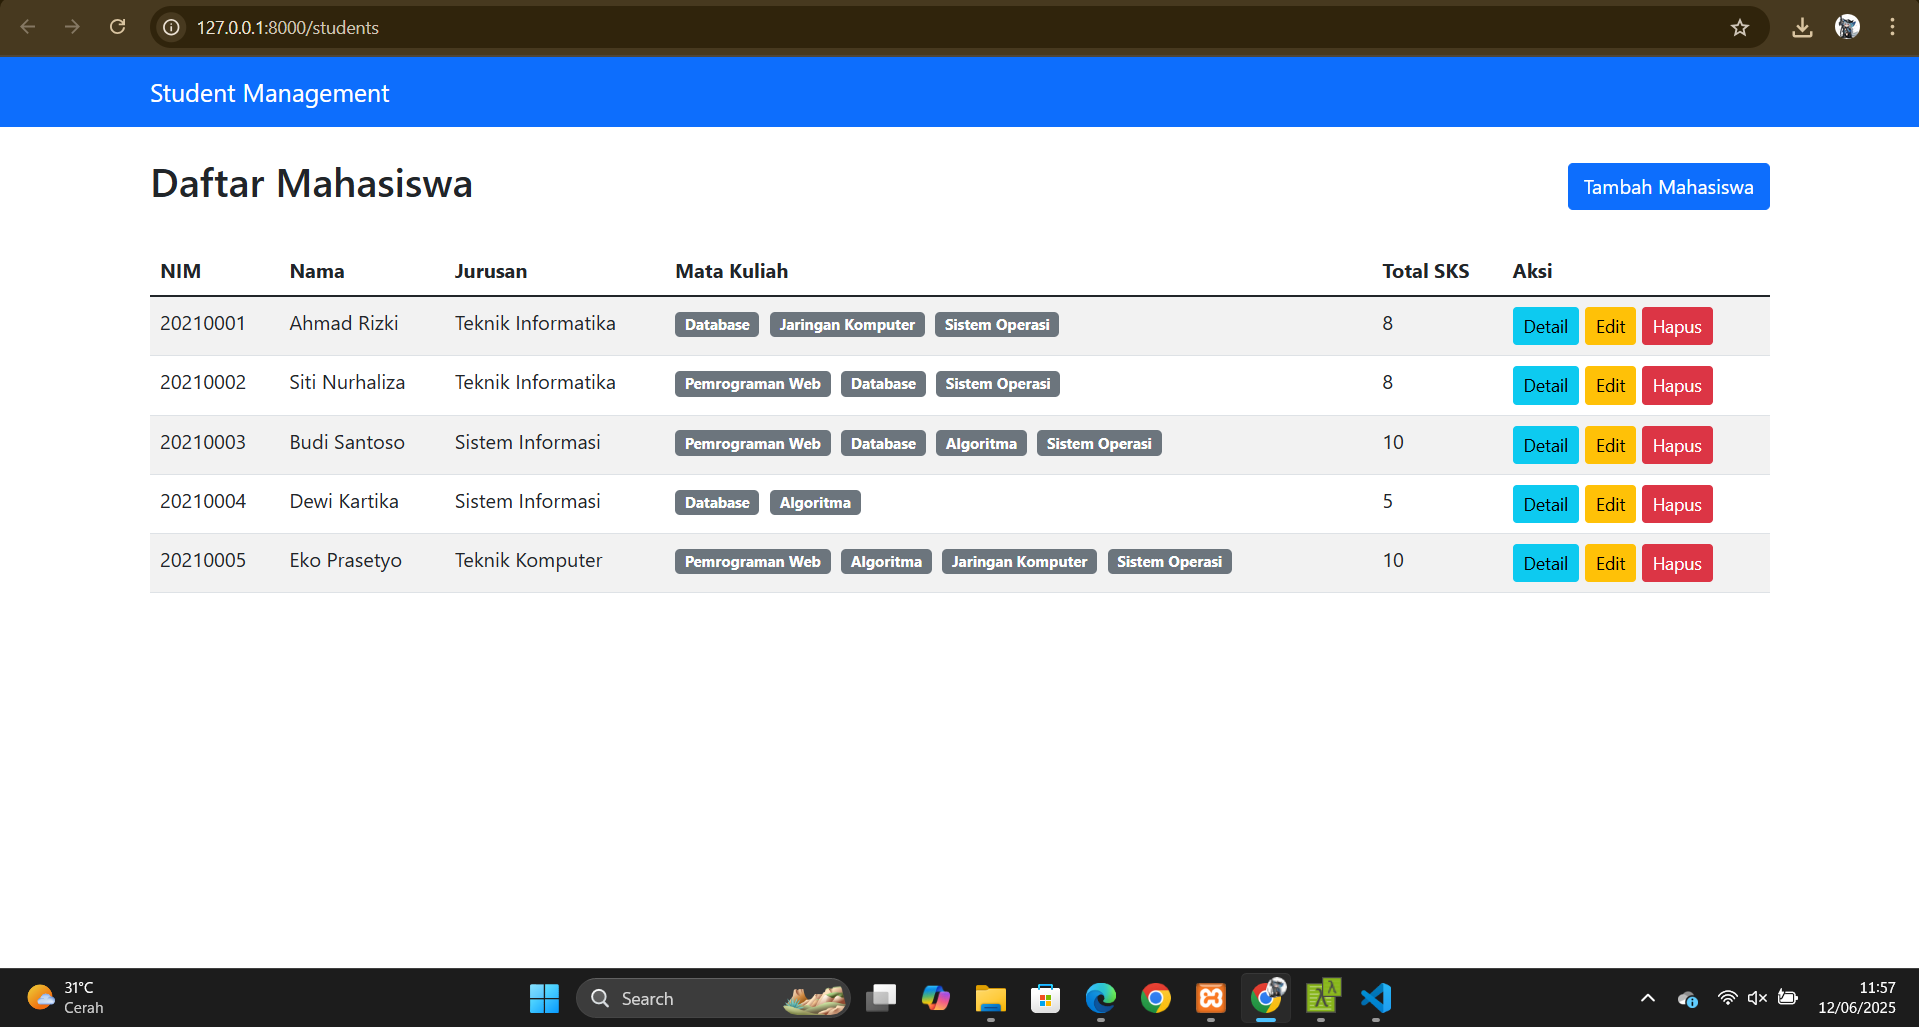 127.0.0.1:8000/students
Student Management
Daftar Mahasiswa
Tambah Mahasiswa
NIM Nama Jurusan Mata Kuliah Total SKS Aksi
20210001 Ahmad Rizki Teknik Informatika Database Jaringan Komputer Sistem Operasi 8 Detail Edit Hapus
20210002 Siti Nurhaliza Teknik Informatika Pemrograman Web Database Sistem Operasi 8 Detail Edit Hapus
20210003 Budi Santoso Sistem Informasi Pemrograman Web Database Algoritma Sistem Operasi 10 Detail Edit Hapus
20210004 Dewi Kartika Sistem Informasi Database Algoritma 5 Detail Edit Hapus
20210005 Eko Prasetyo Teknik Komputer Pemrograman Web Algoritma Jaringan Komputer Sistem Operasi 10 Detail Edit Hapus
31°C
Cerah
Search
11:57
12/06/2025